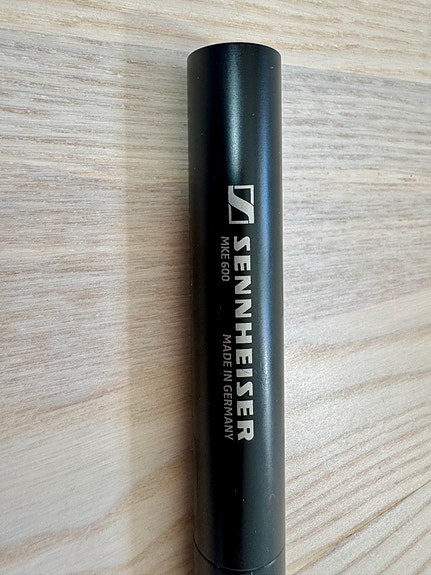 SENNHEISER
MKE 600 MADE IN GERMANY